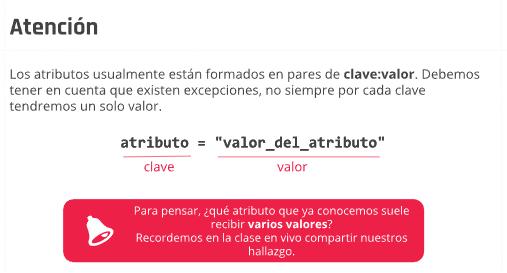 Atención
Los atributos usualmente están formados en pares de clave:valor. Debemos
tener en cuenta que existen excepciones, no siempre por cada clave
tendremos un solo valor.
atributo = "valor_del_atributo"
clave valor
Para pensar, ¿qué atributo que ya conocemos suele
recibir varios valores?
Recordemos en la clase en vivo compartir nuestros
hallazgo.